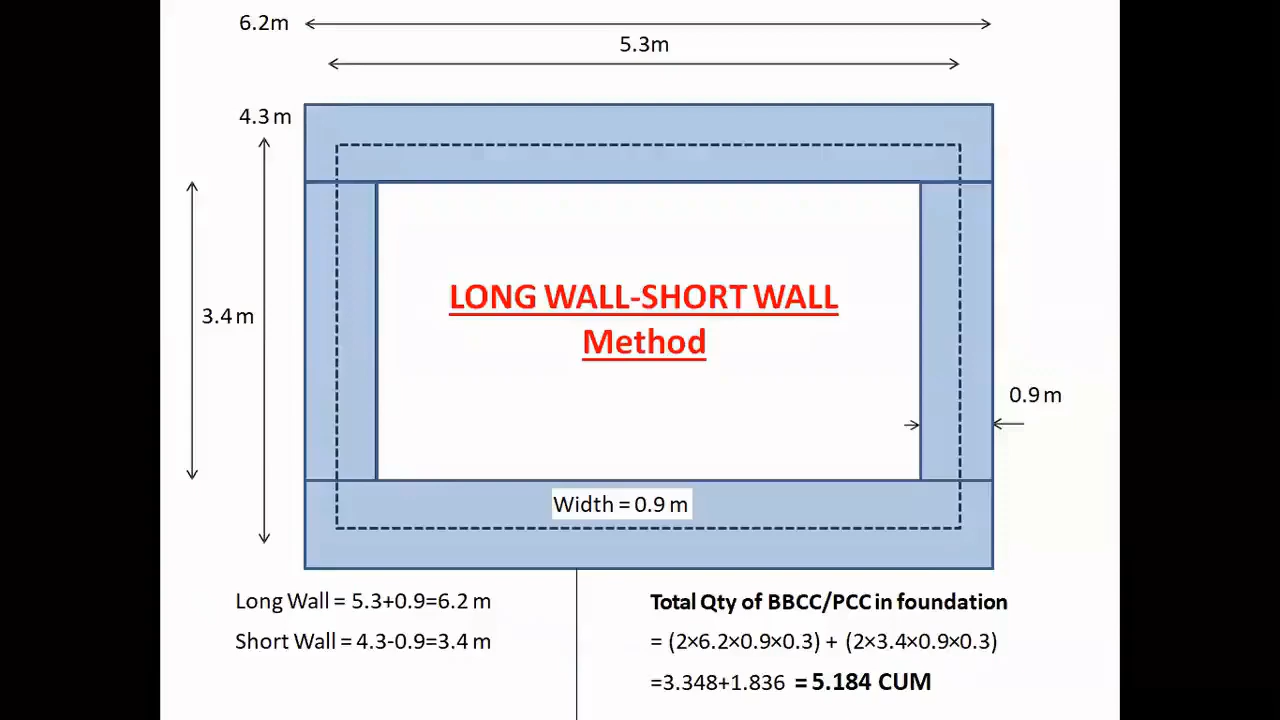 6.2m
5.3m
4.3 m
LONG WALL-SHORT WALL
Method
3.4 m
0.9 m
Width = 0.9 m
Long Wall = 5.3+0.9=6.2 m
Short Wall = 4.3-0.9=3.4 m
Total Qty of BBCC/PCC in foundation
= (2×6.2×0.9×0.3) + (2×3.4×0.9×0.3)
=3.348+1.836 = 5.184 CUM